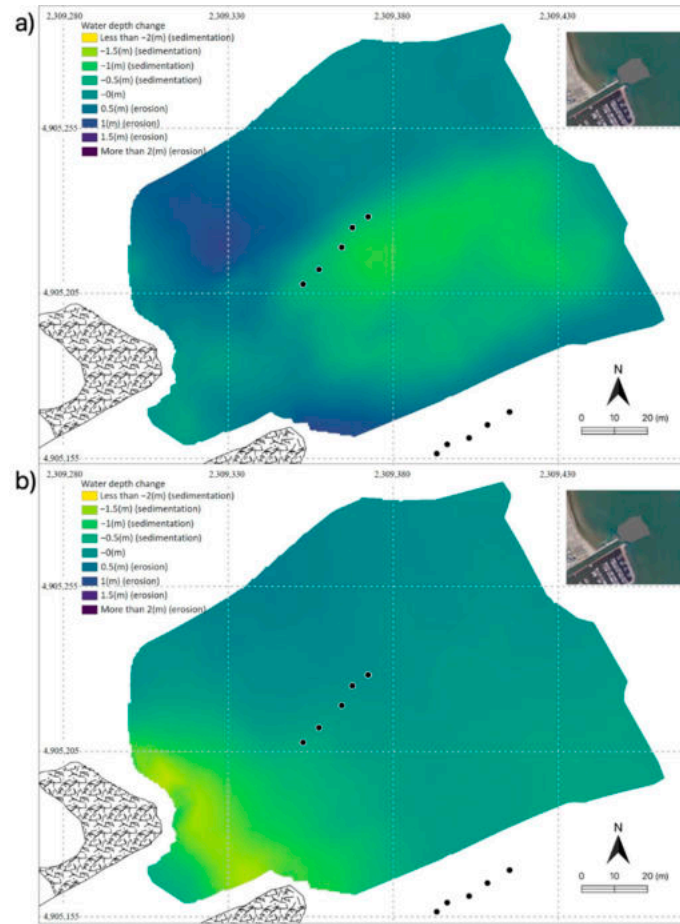 a)
2,309,280 2,309,330 2,309,380 2,309,430
Water depth change
Less than −2(m) (sedimentation)
−1.5(m) (sedimentation)
−1(m) (sedimentation)
−0.5(m) (sedimentation)
−0(m)
0.5(m) (erosion)
1(m) (erosion)
1.5(m) (erosion)
More than 2(m) (erosion)
4,905,255
4,905,205
N
0 10 20 (m)
4,905,155
b)
2,309,280 2,309,330 2,309,380 2,309,430
Water depth change
Less than −2(m) (sedimentation)
−1.5(m) (sedimentation)
−1(m) (sedimentation)
−0.5(m) (sedimentation)
−0(m)
0.5(m) (erosion)
1(m) (erosion)
1.5(m) (erosion)
More than 2(m) (erosion)
4,905,255
4,905,205
N
0 10 20 (m)
4,905,155